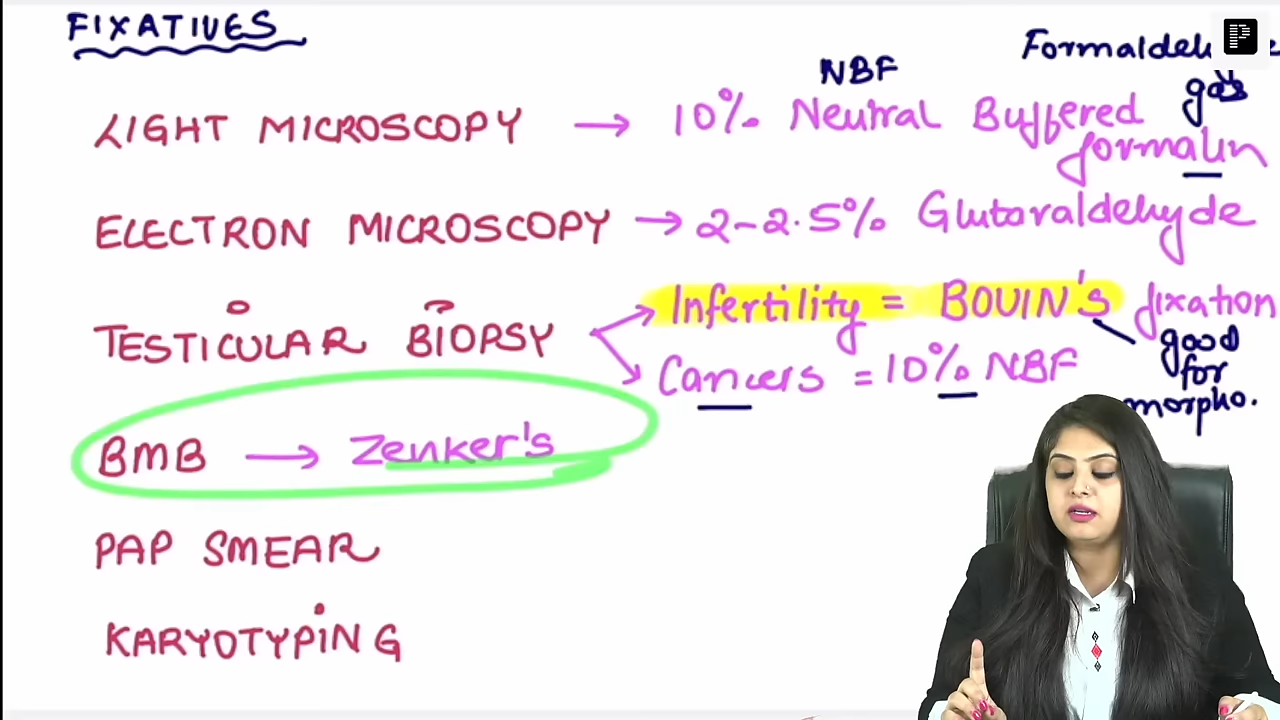 FIXATIVES
LIGHT MICROSCOPY → 10% Neutral Buffered formalin
NBF
gas
ELECTRON MICROSCOPY → 2-2.5% Glutaraldehyde
TESTICULAR BIOPSY → Infertility = BOUIN's fixation
good for morpho.
→ Cancers = 10% NBF
BMB → Zenker's
PAP SMEAR
KARYOTYPING
P